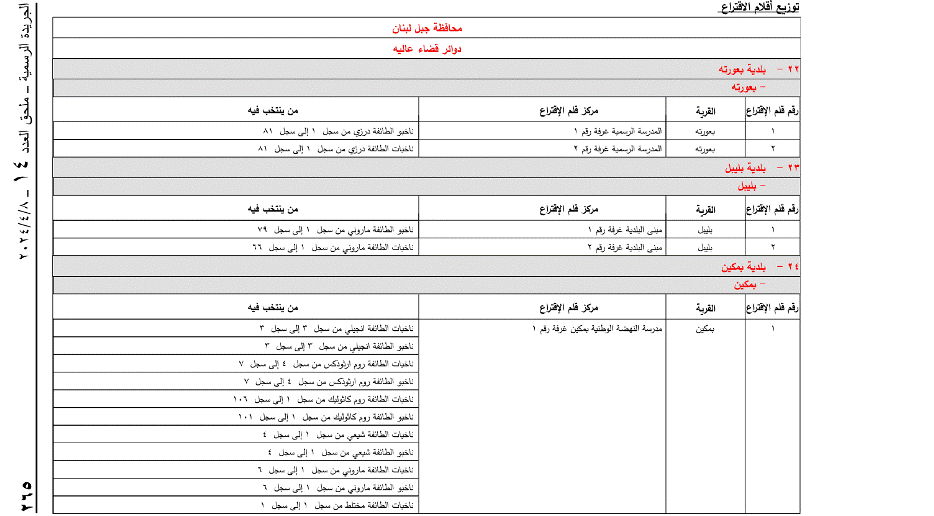 توزيع أقلام الإقتراع
محافظة جبل لبنان
دوائر قضاء عاليه
٢٢ - بلدية بعورته
- بعورته
رقم قلم الإقتراع القرية مركز قلم الإقتراع من ينتخب فيه
١ بعورته المدرسة الرسمية غرفة رقم ١ ناخبو الطائفة درزي من سجل ١ إلى سجل ٨١
٢ بعورته المدرسة الرسمية غرفة رقم ٢ ناخبات الطائفة درزي من سجل ١ إلى سجل ٨١
٢٣ - بلدية بليبل
- بليبل
رقم قلم الإقتراع القرية مركز قلم الإقتراع من ينتخب فيه
١ بليبل مبنى البلدية غرفة رقم ١ ناخبو الطائفة ماروني من سجل ١ إلى سجل ٧٩
٢ بليبل مبنى البلدية غرفة رقم ٢ ناخبات الطائفة ماروني من سجل ١ إلى سجل ٦٦
٢٤ - بلدية بمكين
- بمكين
رقم قلم الإقتراع القرية مركز قلم الإقتراع من ينتخب فيه
١ بمكين مدرسة النهضة الوطنية بمكين غرفة رقم ١ ناخبات الطائفة انجيلي من سجل ٣ إلى سجل ٣
ناخبو الطائفة انجيلي من سجل ٣ إلى سجل ٣
ناخبات الطائفة روم ارثوذكس من سجل ٤ إلى سجل ٧
ناخبو الطائفة روم ارثوذكس من سجل ٤ إلى سجل ٧
ناخبات الطائفة روم كاثوليك من سجل ١ إلى سجل ١٠٦
ناخبو الطائفة روم كاثوليك من سجل ١ إلى سجل ١٠١
ناخبات الطائفة شيعي من سجل ١ إلى سجل ٤
ناخبو الطائفة شيعي من سجل ١ إلى سجل ٤
ناخبات الطائفة ماروني من سجل ١ إلى سجل ٦
ناخبو الطائفة ماروني من سجل ١ إلى سجل ٦
ناخبات الطائفة مختلط من سجل ١ إلى سجل ١
الجريدة الرسمية - ملحق العدد ١٤ - ٢٠٢٤/٤/٨
٢٦٥